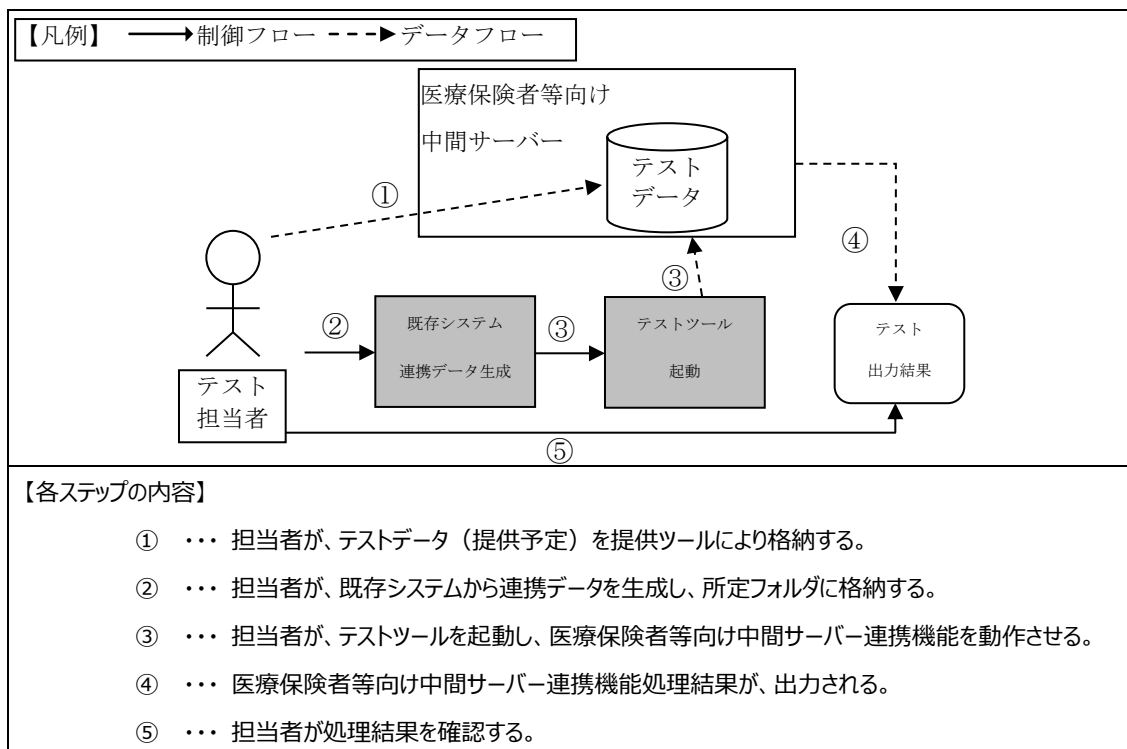 【凡例】 制御フロー データフロー
医療保険者等向け
中間サーバー
テスト
データ
①
④
③
②
既存システム
連携データ生成
③
テストツール
起動
テスト
出力結果
テスト
担当者
⑤
【各ステップの内容】
① ・・・ 担当者が、テストデータ（提供予定）を提供ツールにより格納する。
② ・・・ 担当者が、既存システムから連携データを生成し、所定フォルダに格納する。
③ ・・・ 担当者が、テストツールを起動し、医療保険者等向け中間サーバー連携機能を動作させる。
④ ・・・ 医療保険者等向け中間サーバー連携機能処理結果が、出力される。
⑤ ・・・ 担当者が処理結果を確認する。